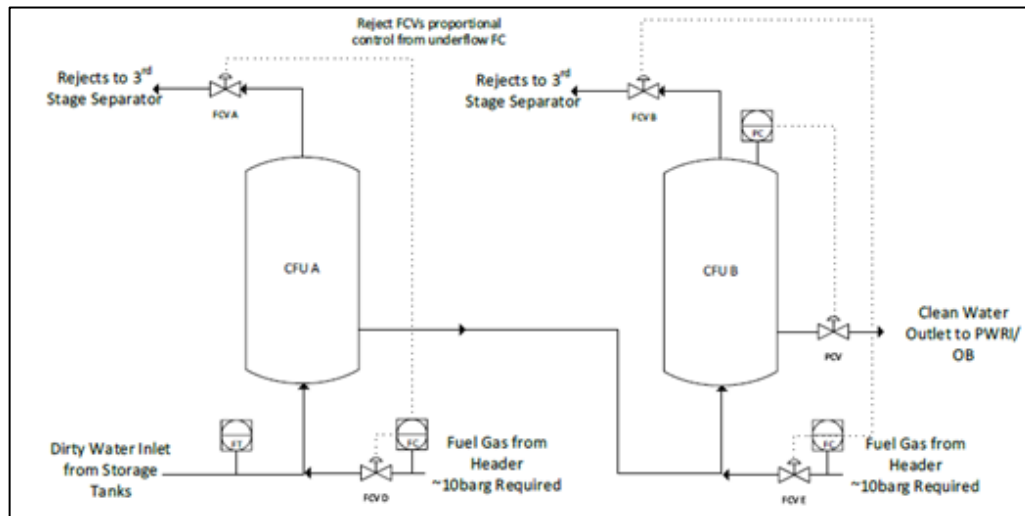 Reject FCVs proportional
control from underflow FC
Rejects to 3rd
Stage Separator
FCV A
Rejects to 3rd
Stage Separator
FCV B
PC
CFU A
CFU B
Clean Water
Outlet to PWRI/
OB
PCV
Dirty Water Inlet
from Storage
Tanks
FT
FC
FCV D
Fuel Gas from
Header
~10barg Required
FC
FCV E
Fuel Gas from
Header
~10barg Required